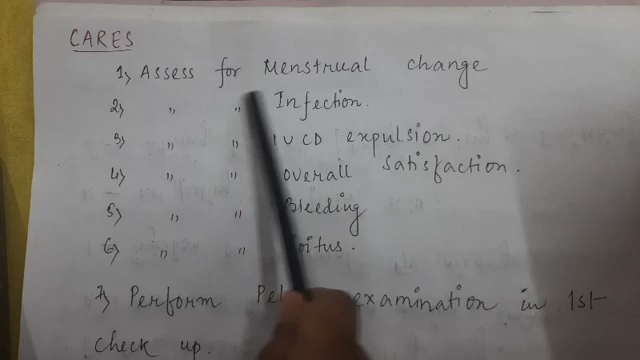 CARES
1) Assess for Menstrual change
2) " " Infection.
3) " " IUCD expulsion.
4) " " overall satisfaction.
5) " " Bleeding
6) " "
7) Perform examination in 1st
check up.